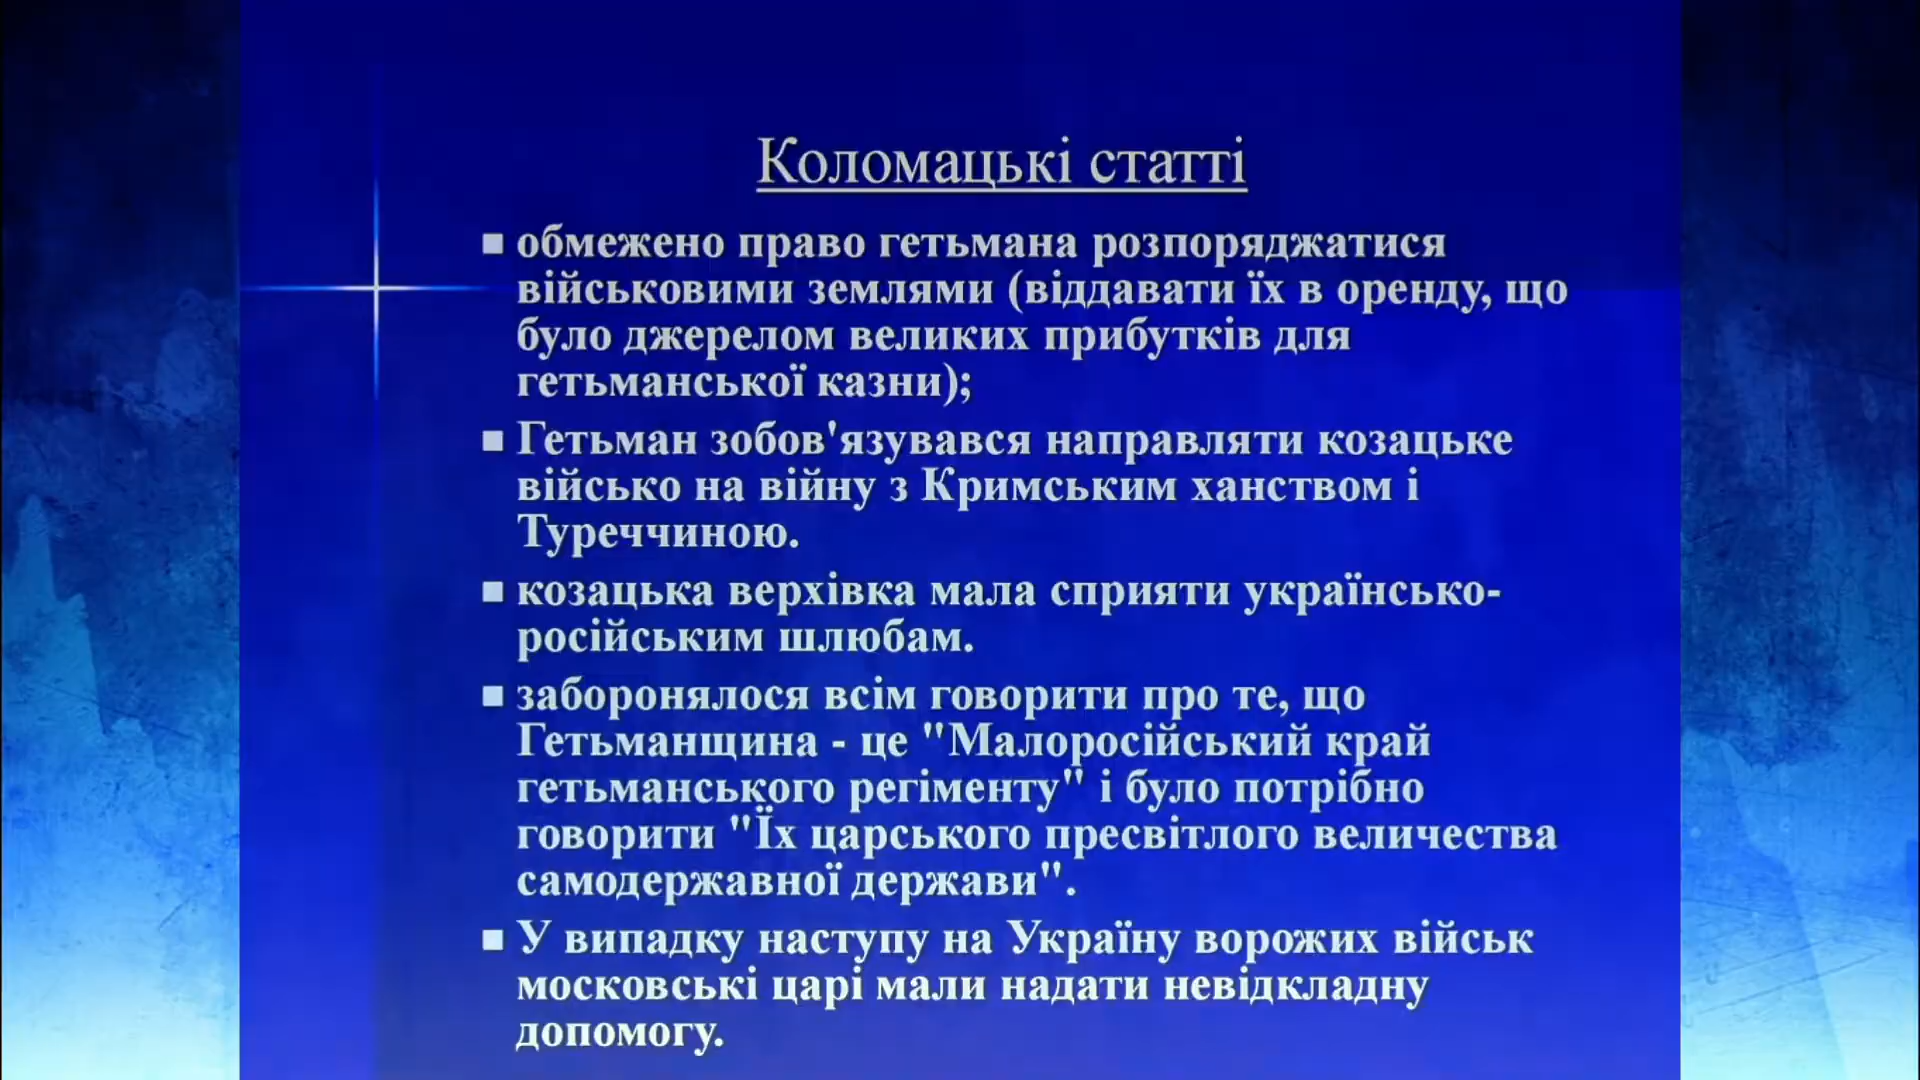 Коломацькі статті
■ обмежено право гетьмана розпоряджатися
військовими землями (віддавати їх в оренду, що
було джерелом великих прибутків для
гетьманської казни);
■ Гетьман зобов'язувався направляти козацьке
військо на війну з Кримським ханством і
Туреччиною.
■ козацька верхівка мала сприяти українсько-
російським шлюбам.
■ заборонялося всім говорити про те, що
Гетьманщина - це "Малоросійський край
гетьманського регіменту" і було потрібно
говорити "Їх царського пресвітлого величества
самодержавної держави".
■ У випадку наступу на Україну ворожих військ
московські царі мали надати невідкладну
допомогу.